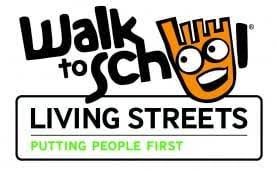 Walk
to School®
LIVING STREETS
PUTTING PEOPLE FIRST